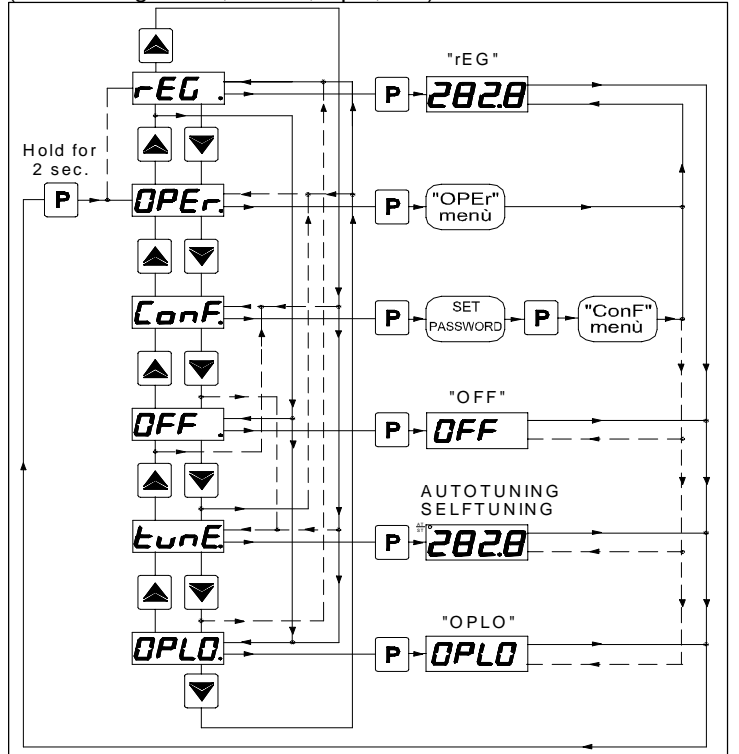 "rEG"
rEG .
P
282.8
Hold for
2 sec.
P
OPEr.
P
"OPEr"
menù
ConF.
P
SET
PASSWORD
P
"ConF"
menù
"OFF"
OFF .
P
OFF
AUTOTUNING
SELFTUNING
tunE.
P
282.8
"OPLO"
OPLO.
P
OPLO